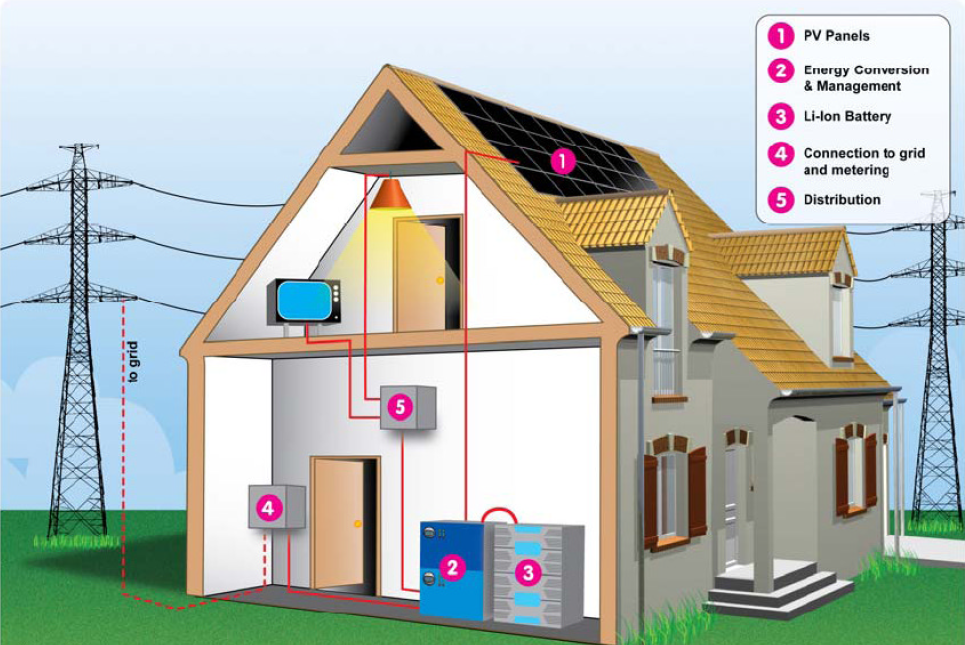 1 PV Panels
2 Energy Conversion
& Management
3 Li-Ion Battery
4 Connection to grid
and metering
5 Distribution
1
to grid
5
4
2
3